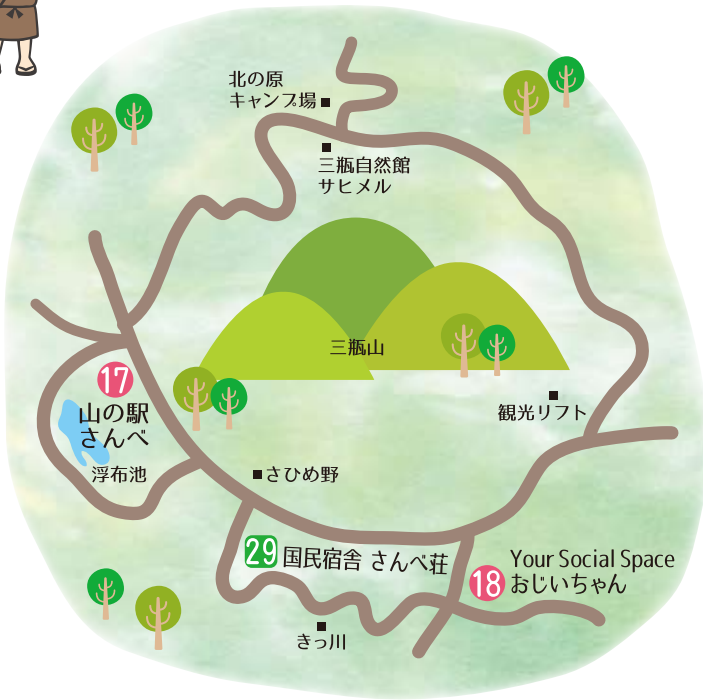 北の原
キャンプ場
三瓶自然館
サヒメル
三瓶山
観光リフト
17
山の駅
さんべ
浮布池
さひめ野
29 国民宿舎 さんべ荘
18 Your Social Space
おじいちゃん
きっ川